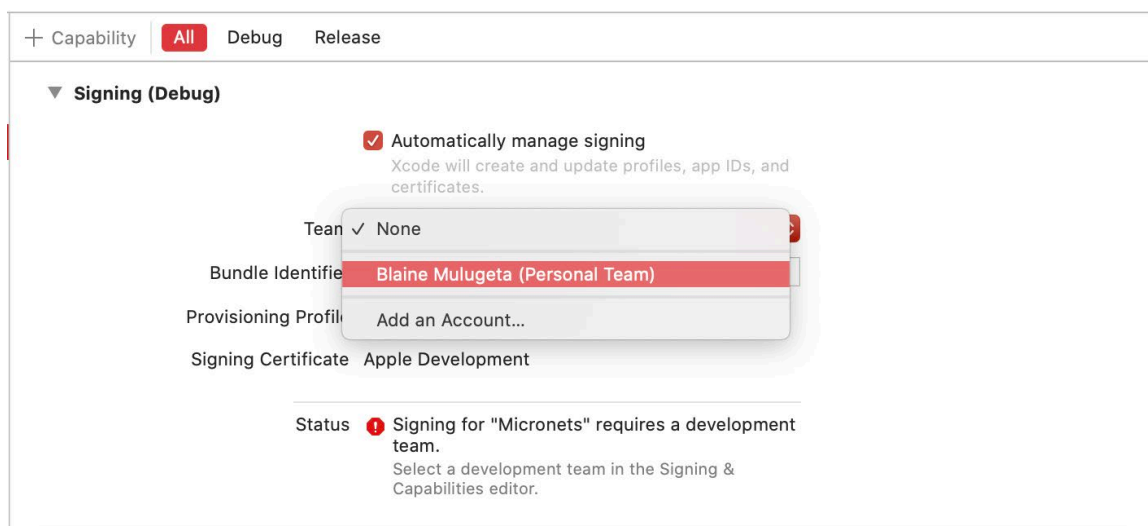 + Capability All Debug Release
▼ Signing (Debug)
Automatically manage signing
Xcode will create and update profiles, app IDs, and
certificates.
Team ✓ None
Bundle Identifie Blaine Mulugeta (Personal Team)
Provisioning Profil Add an Account...
Signing Certificate Apple Development
Status Signing for "Micronets" requires a development
team.
Select a development team in the Signing &
Capabilities editor.